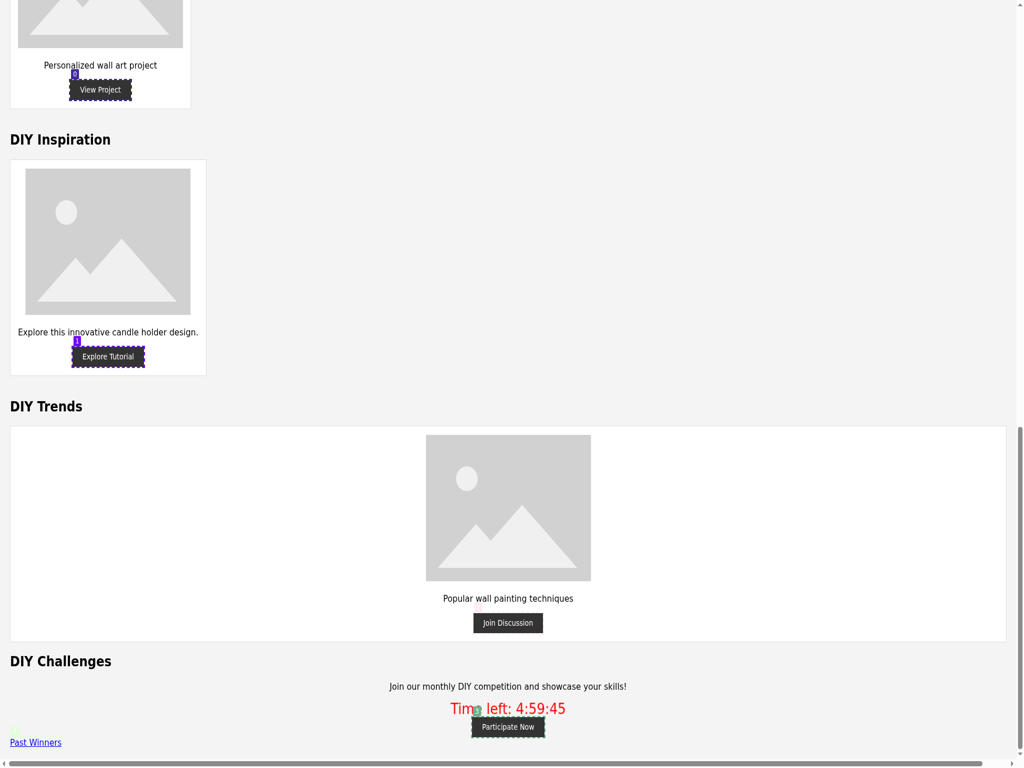 Personalized wall art project
0
View Project
DIY Inspiration
Explore this innovative candle holder design.
1
Explore Tutorial
DIY Trends
Popular wall painting techniques
Join Discussion
DIY Challenges
Join our monthly DIY competition and showcase your skills!
Time left: 4:59:45
3
Participate Now
Past Winners